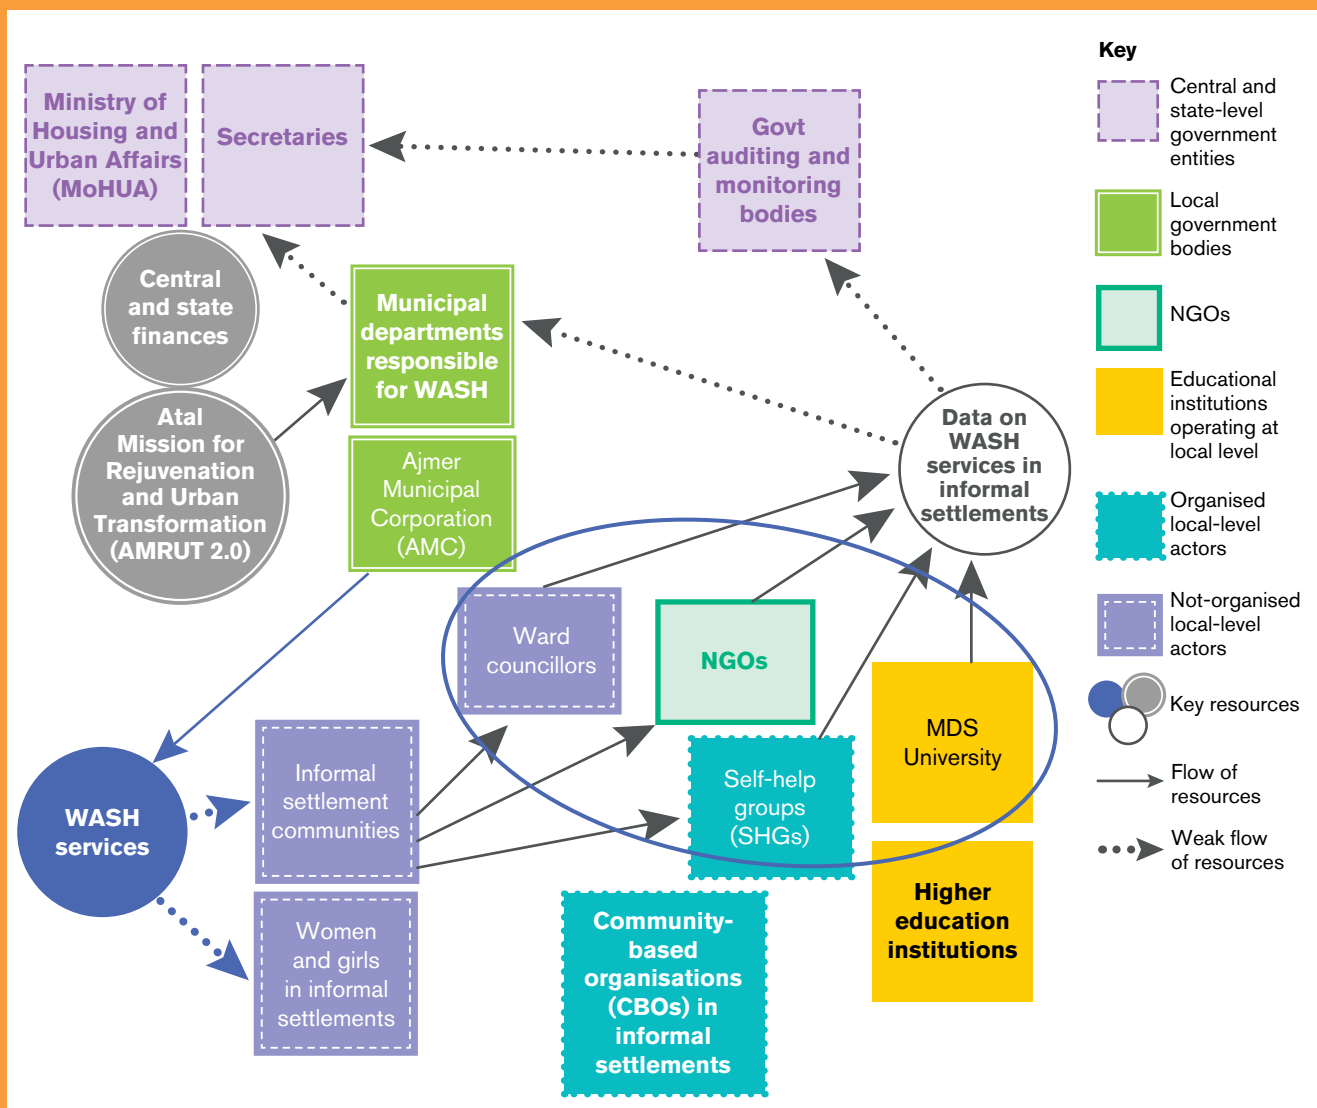 Ministry of
Housing and
Urban Affairs
(MoHUA)
Secretaries
Govt
auditing and
monitoring
bodies
Central
and state
finances
Municipal
departments
responsible
for WASH
Atal
Mission for
Rejuvenation
and Urban
Transformation
(AMRUT 2.0)
Ajmer
Municipal
Corporation
(AMC)
Data on
WASH
services in
informal
settlements
Ward
councillors
NGOs
MDS
University
Self-help
groups
(SHGs)
Informal
settlement
communities
WASH
services
Women
and girls
in informal
settlements
Community-
based
organisations
(CBOs) in
informal
settlements
Higher
education
institutions
Key
Central and
state-level
government
entities
Local
government
bodies
NGOs
Educational
institutions
operating at
local level
Organised
local-level
actors
Not-organised
local-level
actors
Key resources
Flow of
resources
Weak flow
of resources